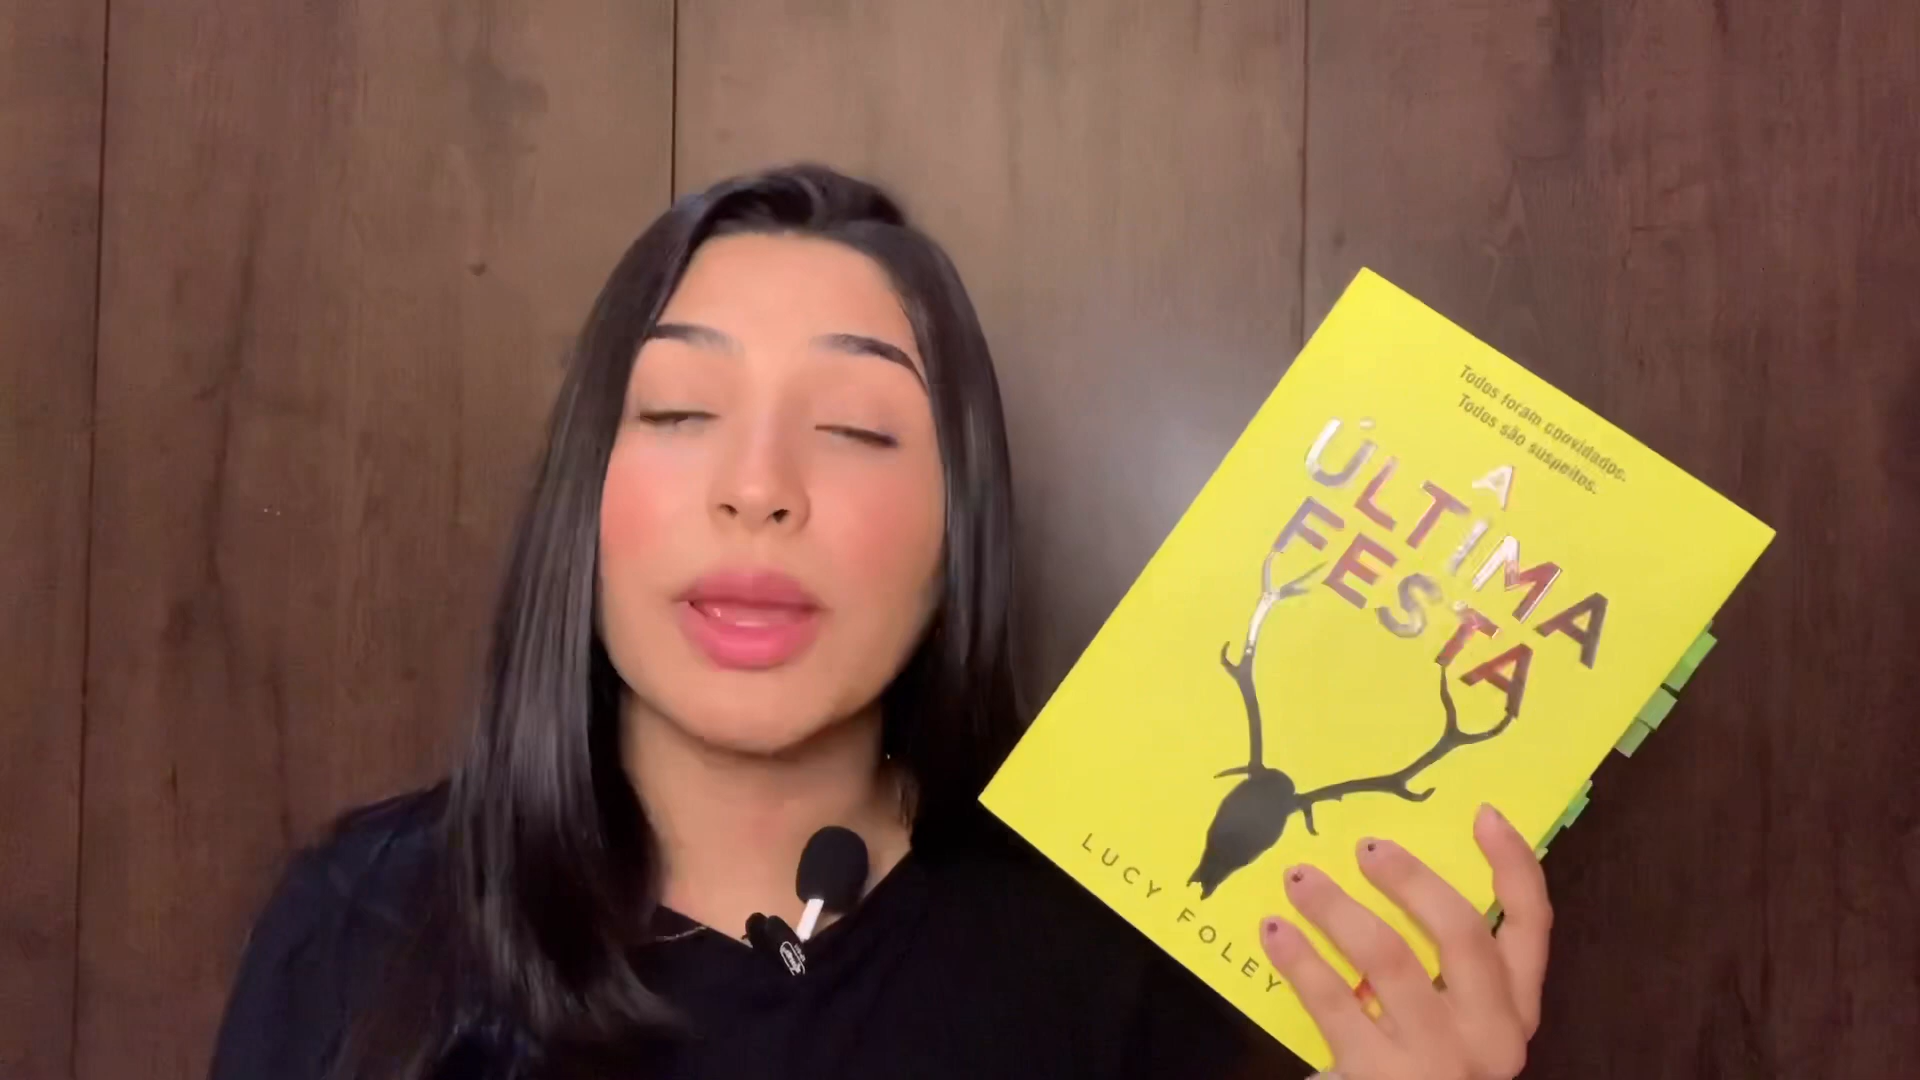 Todos foram convidados.
Todos são suspeitos.
A
ÚLTIMA
FESTA
LUCY FOLEY